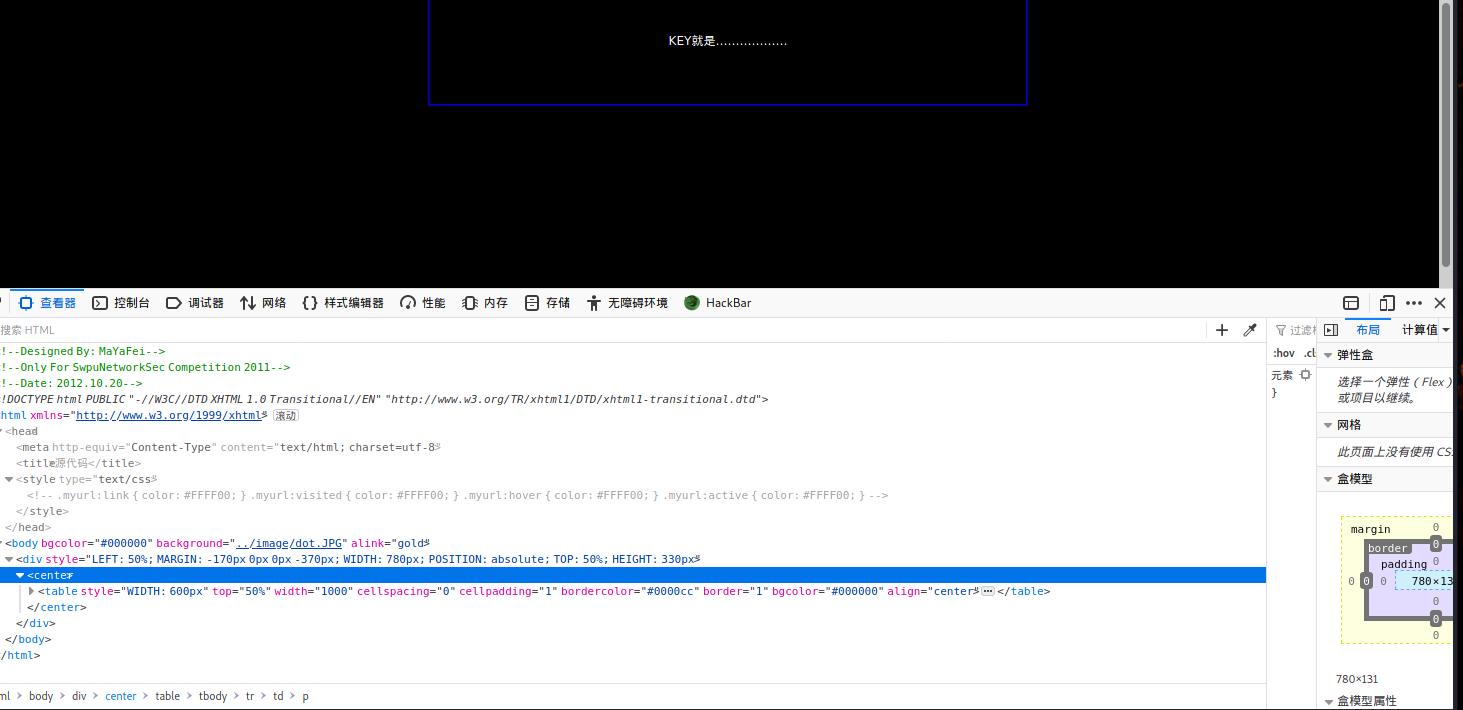 KEY就是..................
查看器 控制台 调试器 网络 {} 样式编辑器 性能 内存 存储 无障碍环境 HackBar
搜索 HTML
!--Designed By: MaYaFei-->
!--Only For SwpuNetworkSec Competition 2011-->
!--Date: 2012.10.20-->
!DOCTYPE html PUBLIC "-//W3C//DTD XHTML 1.0 Transitional//EN" "http://www.w3.org/TR/xhtml1/DTD/xhtml1-transitional.dtd">
html xmlns="http://www.w3.org/1999/xhtml 滚动
<head
<meta http-equiv="Content-Type" content="text/html; charset=utf-8
<title 源代码</title>
<style type="text/css
<!-- .myurl:link { color: #FFFF00; } .myurl:visited { color: #FFFF00; } .myurl:hover { color: #FFFF00; } .myurl:active { color: #FFFF00; } -->
</style>
</head>
<body bgcolor="#000000" background="../image/dot.JPG" alink="gold
<div style="LEFT: 50%; MARGIN: -170px 0px 0px -370px; WIDTH: 780px; POSITION: absolute; TOP: 50%; HEIGHT: 330px
<center
<table style="WIDTH: 600px" top="50%" width="1000" cellspacing="0" cellpadding="1" bordercolor="#0000cc" border="1" bgcolor="#000000" align="center ··· </table>
</center>
</div>
</body>
/html>
ml > body > div > center > table > tbody > tr > td > p
过滤
:hov .cl
元素
}
布局 计算值
弹性盒
选择一个弹性（Flex）
或项目以继续。
网格
此页面上没有使用 CS
盒模型
margin 0
border 0
padding 0
0 0 0 780×13
0
0
0
780×131
盒模型属性